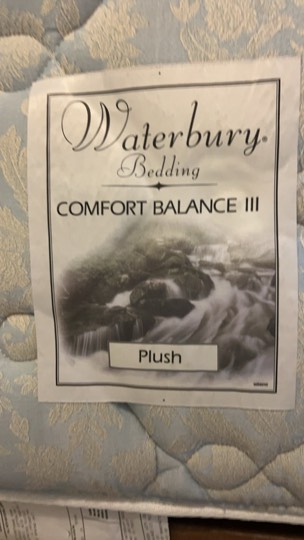 Waterbury®
Bedding
COMFORT BALANCE III
Plush